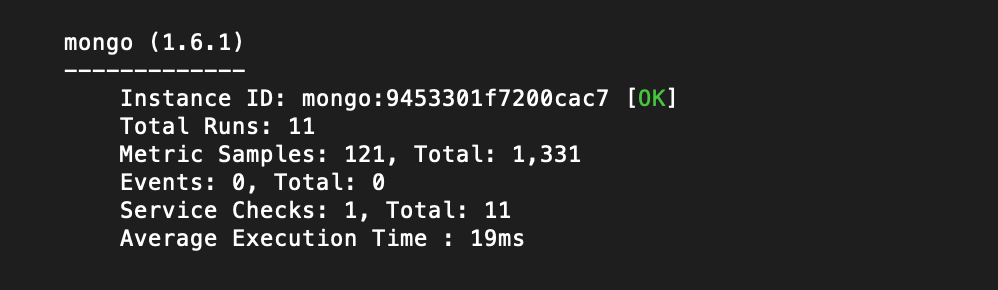 mongo (1.6.1)
-------------
Instance ID: mongo:9453301f7200cac7 [OK]
Total Runs: 11
Metric Samples: 121, Total: 1,331
Events: 0, Total: 0
Service Checks: 1, Total: 11
Average Execution Time : 19ms